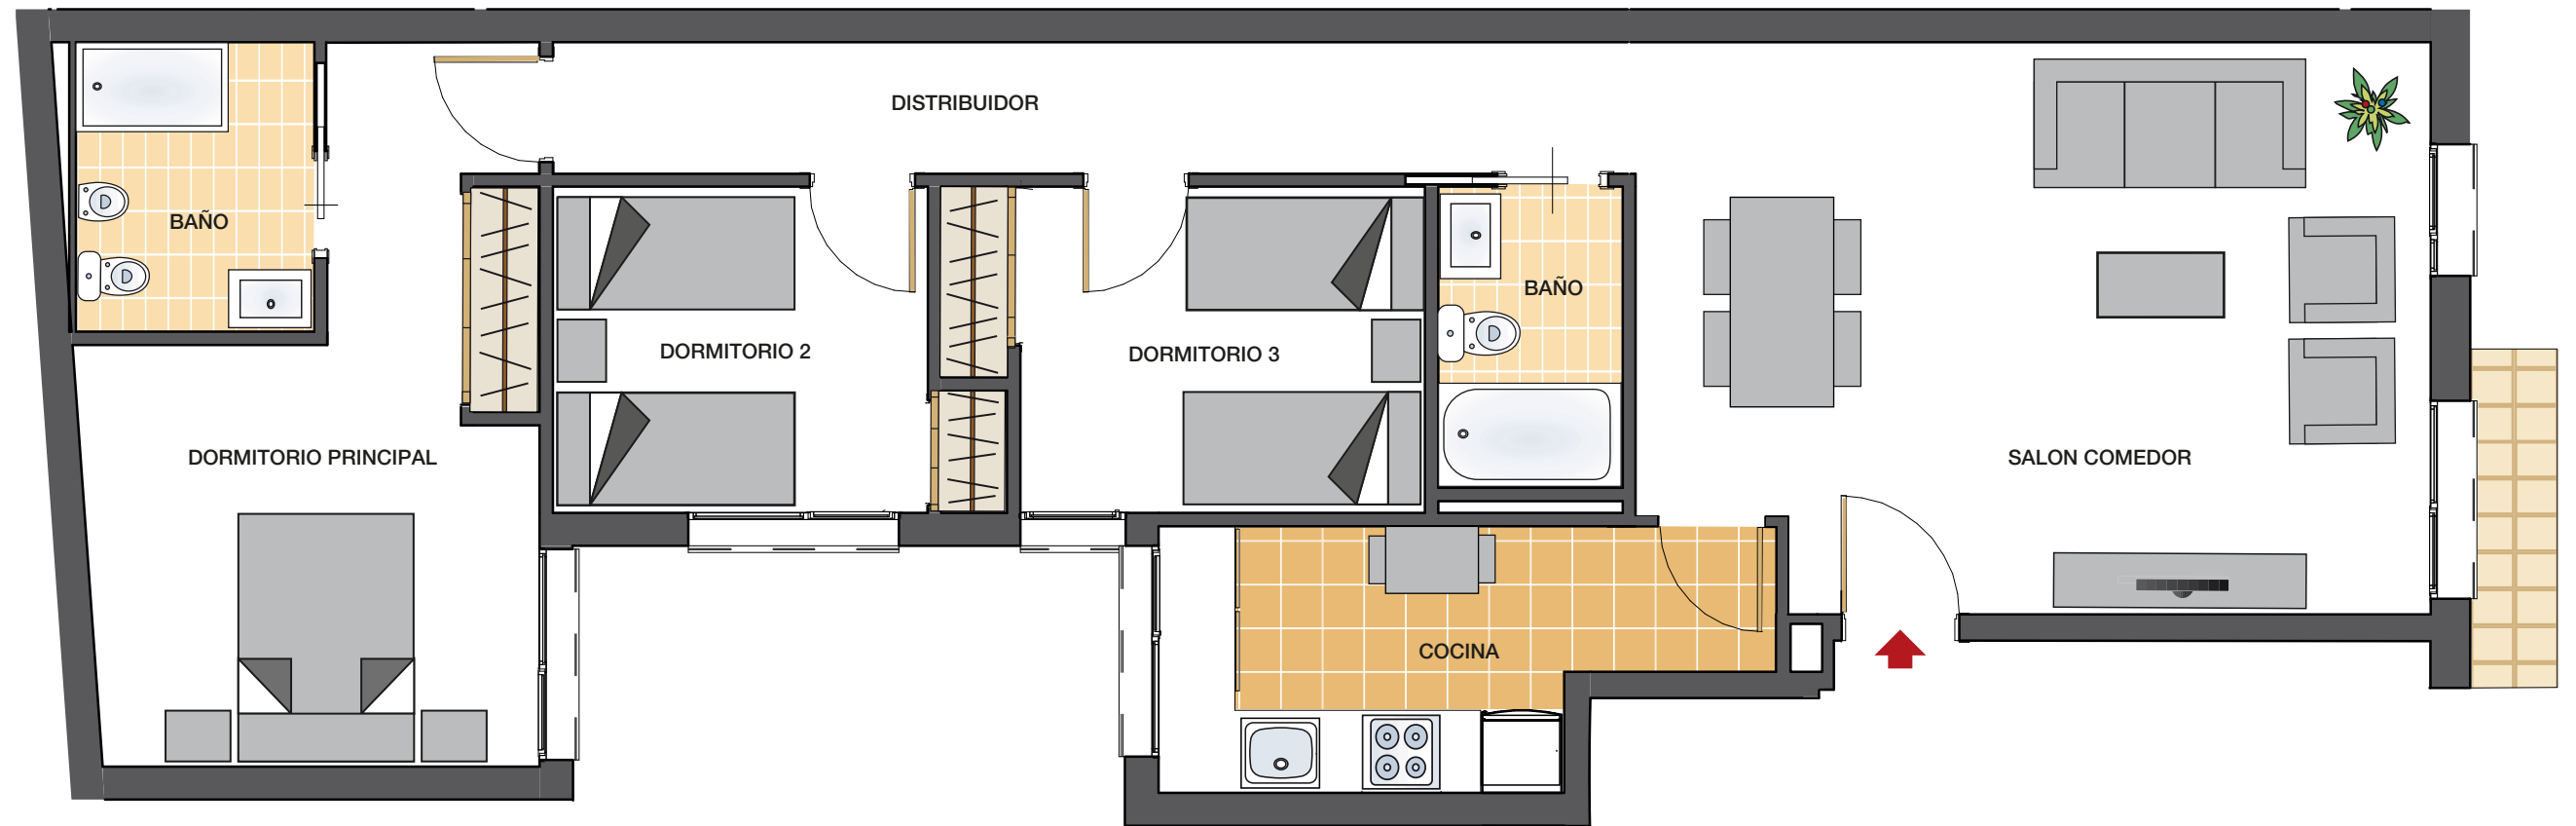 DISTRIBUIDOR
BAÑO
BAÑO
DORMITORIO 2
DORMITORIO 3
DORMITORIO PRINCIPAL
SALON COMEDOR
COCINA